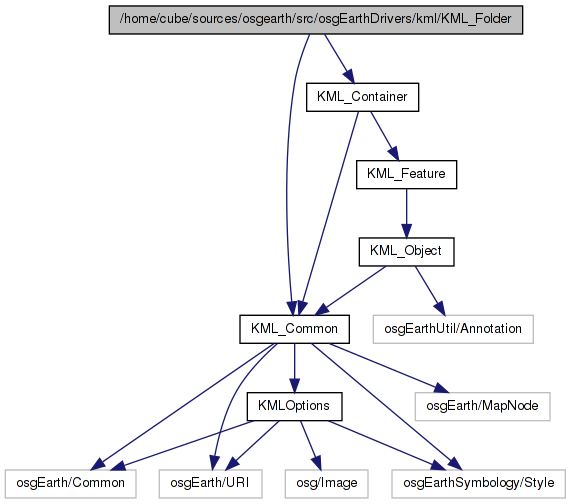 /home/cube/sources/osgearth/src/osgEarthDrivers/kml/KML_Folder
KML_Container
KML_Feature
KML_Object
KML_Common
osgEarthUtil/Annotation
KMLOptions
osgEarth/MapNode
osgEarth/Common
osgEarth/URI
osg/Image
osgEarthSymbology/Style